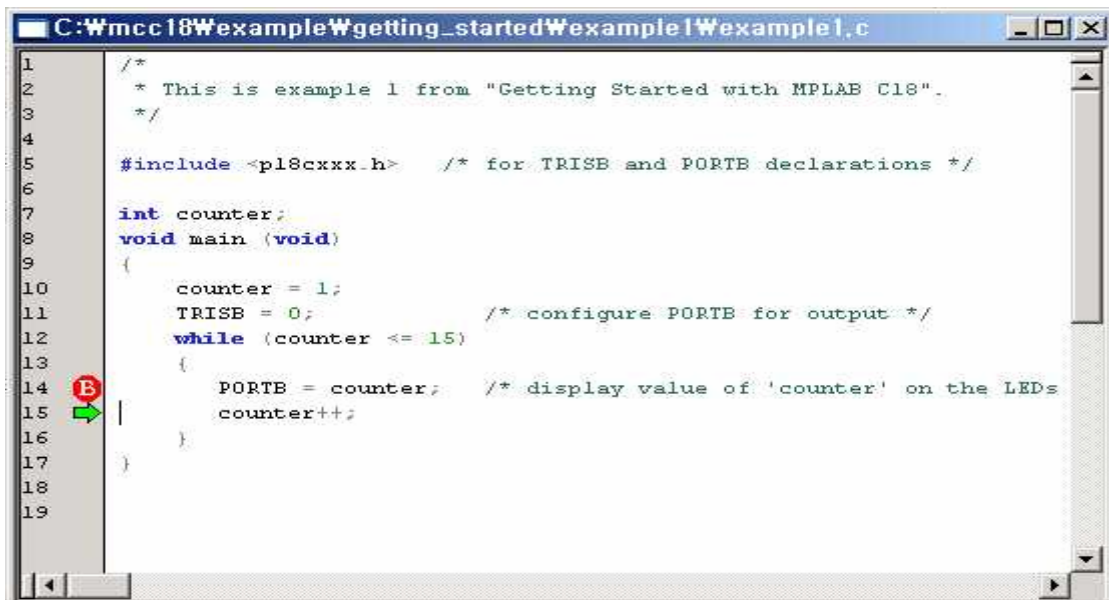 C:₩mcc18₩example₩getting_started₩example1₩example1.c
1 /*
2 * This is example 1 from "Getting Started with MPLAB C18".
3 */
4
5 #include <p18cxxx.h> /* for TRISB and PORTB declarations */
6
7 int counter;
8 void main (void)
9 {
10 counter = 1;
11 TRISB = 0; /* configure PORTB for output */
12 while (counter <= 15)
13 {
14 B PORTB = counter; /* display value of 'counter' on the LEDs
15 counter++;
16 }
17 }
18
19